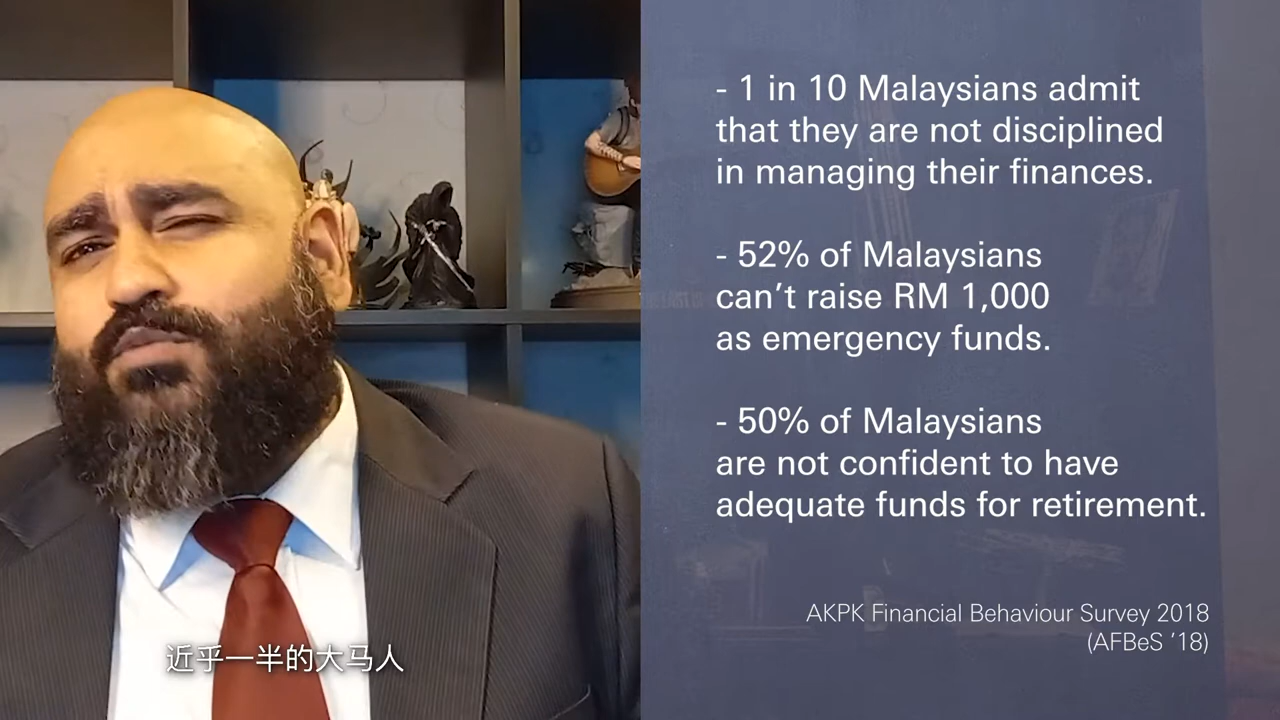 - 1 in 10 Malaysians admit
that they are not disciplined
in managing their finances.
- 52% of Malaysians
can’t raise RM 1,000
as emergency funds.
- 50% of Malaysians
are not confident to have
adequate funds for retirement.
AKPK Financial Behaviour Survey 2018
(AFBeS ’18)
近乎一半的大马人